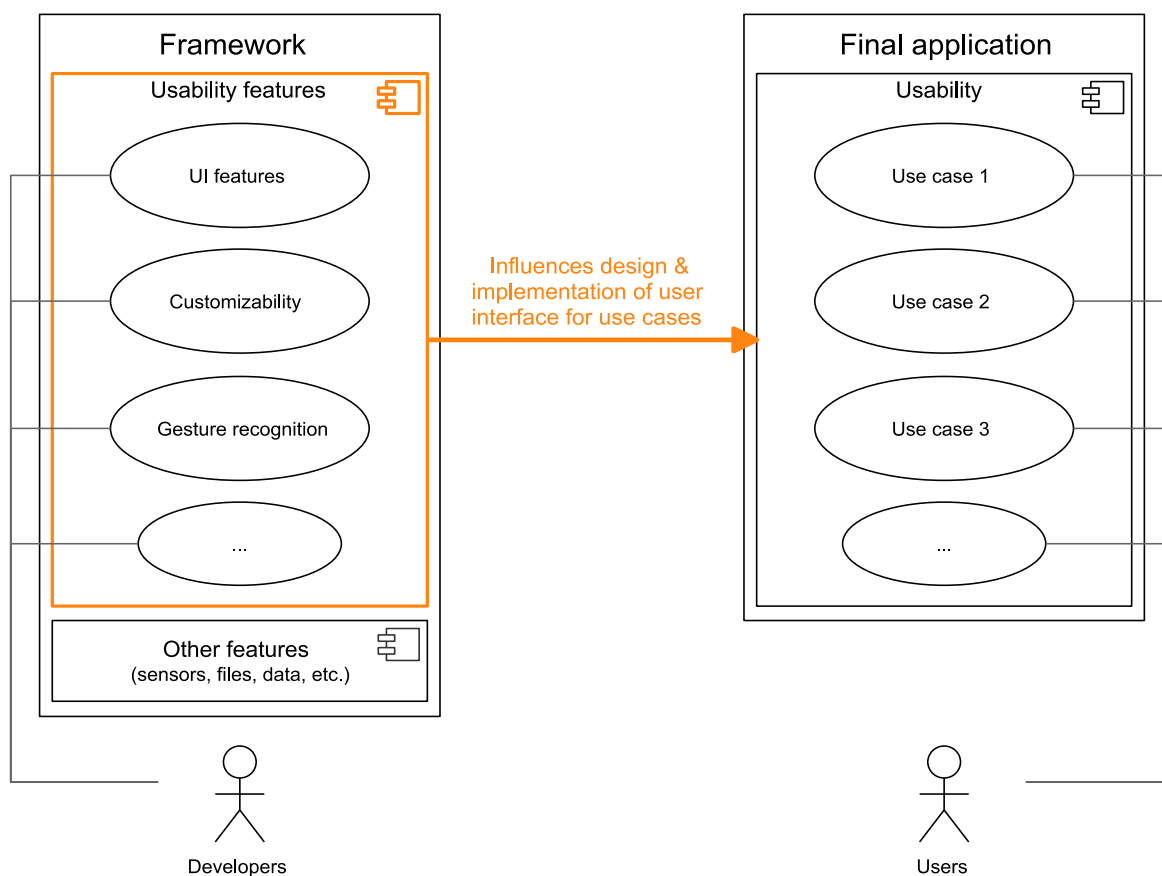 Framework
Usability features
UI features
Customizability
Gesture recognition
...
Other features
(sensors, files, data, etc.)
Developers
Influences design &
implementation of user
interface for use cases
Final application
Usability
Use case 1
Use case 2
Use case 3
...
Users